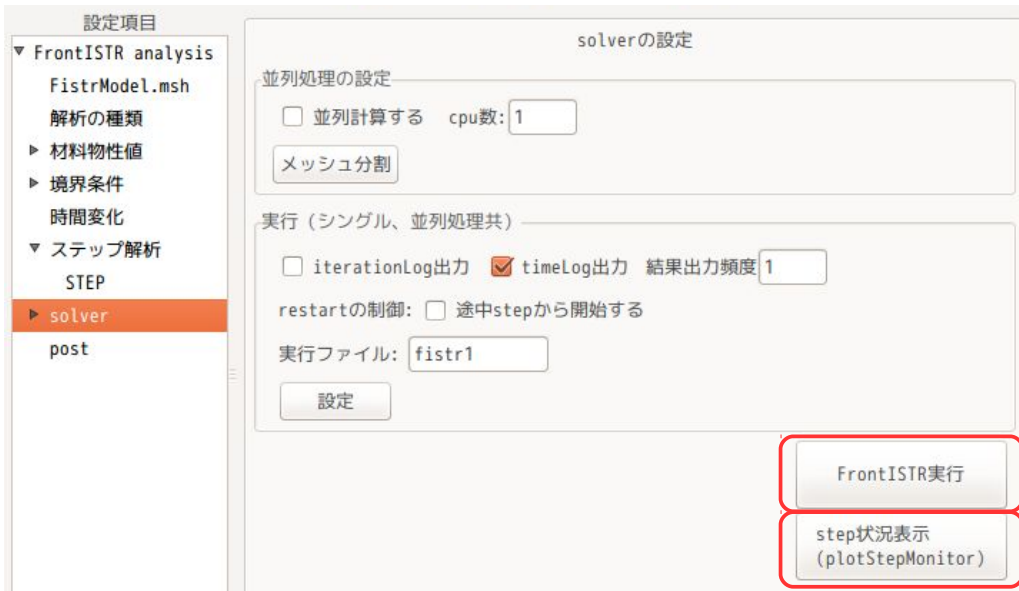 設定項目
FrontISTR analysis
FistrModel.msh
解析の種類
材料物性値
境界条件
時間変化
ステップ解析
STEP
solver
post
solverの設定
並列処理の設定
並列計算する cpu数: 1
メッシュ分割
実行 (シングル、並列処理共)
iterationLog出力 timeLog出力 結果出力頻度 1
restartの制御: 途中stepから開始する
実行ファイル: fistr1
設定
FrontISTR実行
step状況表示
(plotStepMonitor)